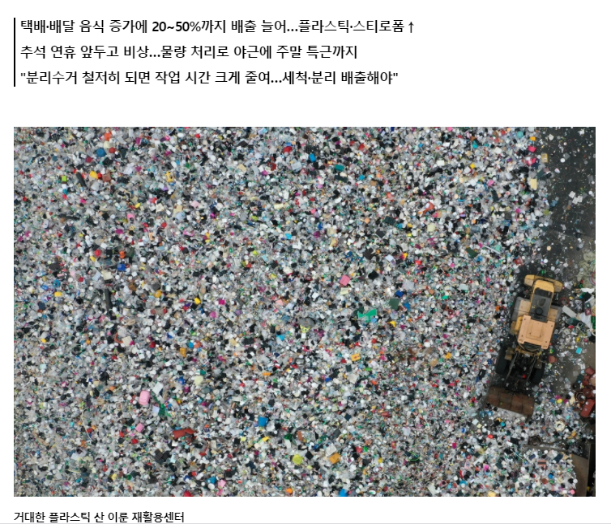 택배·배달 음식 증가에 20~50%까지 배출 늘어…플라스틱·스티로폼↑
추석 연휴 앞두고 비상…물량 처리로 야근에 주말 특근까지
"분리수거 철저히 되면 작업 시간 크게 줄여…세척·분리 배출해야"
거대한 플라스틱 산 이룬 재활용센터